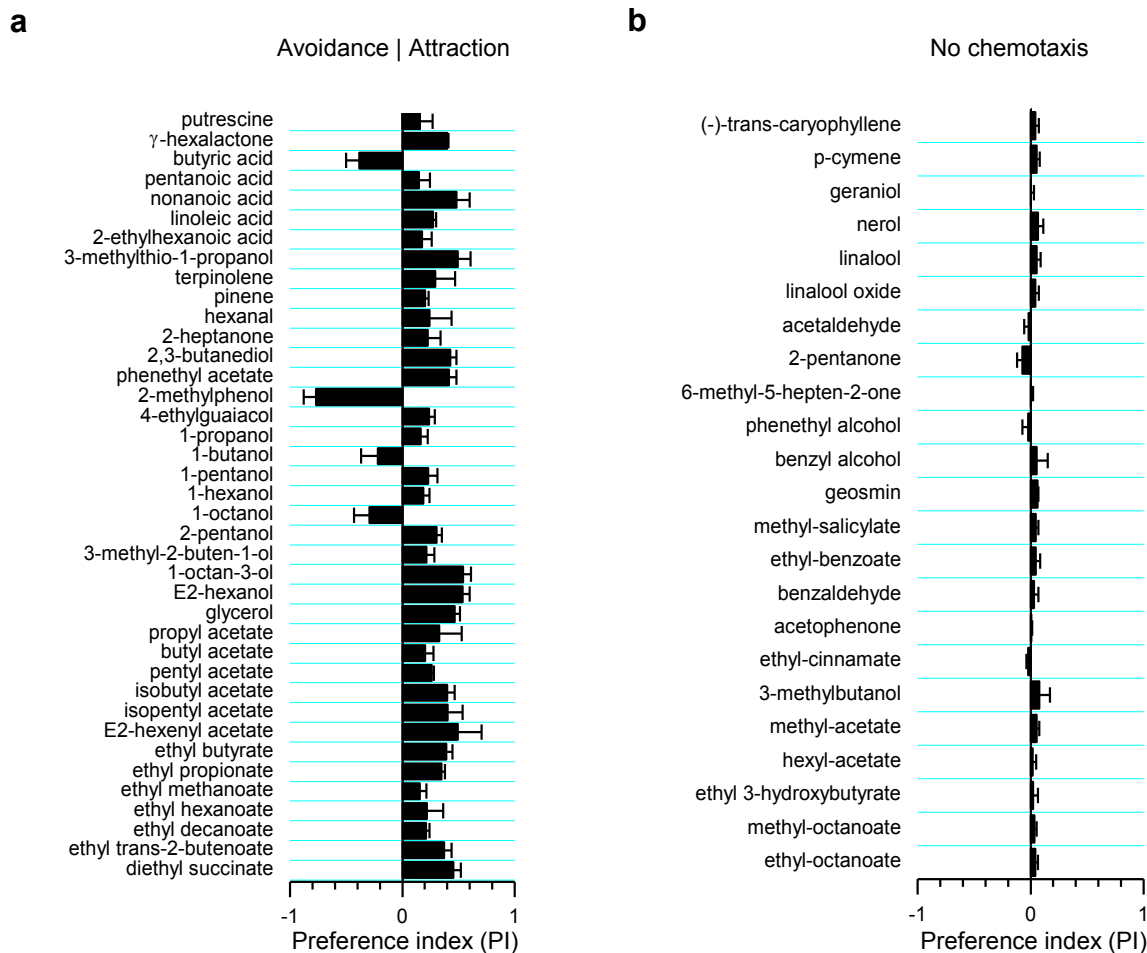 a
Avoidance | Attraction
putrescine
γ-hexalactone
butyric acid
pentanoic acid
nonanoic acid
linoleic acid
2-ethylhexanoic acid
3-methylthio-1-propanol
terpinolene
pinene
hexanal
2-heptanone
2,3-butanediol
phenethyl acetate
2-methylphenol
4-ethylguaiacol
1-propanol
1-butanol
1-pentanol
1-hexanol
1-octanol
2-pentanol
3-methyl-2-buten-1-ol
1-octan-3-ol
E2-hexanol
glycerol
propyl acetate
butyl acetate
pentyl acetate
isobutyl acetate
isopentyl acetate
E2-hexenyl acetate
ethyl butyrate
ethyl propionate
ethyl methanoate
ethyl hexanoate
ethyl decanoate
ethyl trans-2-butenoate
diethyl succinate
-1 0 1
Preference index (PI)
b
No chemotaxis
(-)-trans-caryophyllene
p-cymene
geraniol
nerol
linalool
linalool oxide
acetaldehyde
2-pentanone
6-methyl-5-hepten-2-one
phenethyl alcohol
benzyl alcohol
geosmin
methyl-salicylate
ethyl-benzoate
benzaldehyde
acetophenone
ethyl-cinnamate
3-methylbutanol
methyl-acetate
hexyl-acetate
ethyl 3-hydroxybutyrate
methyl-octanoate
ethyl-octanoate
-1 0 1
Preference index (PI)